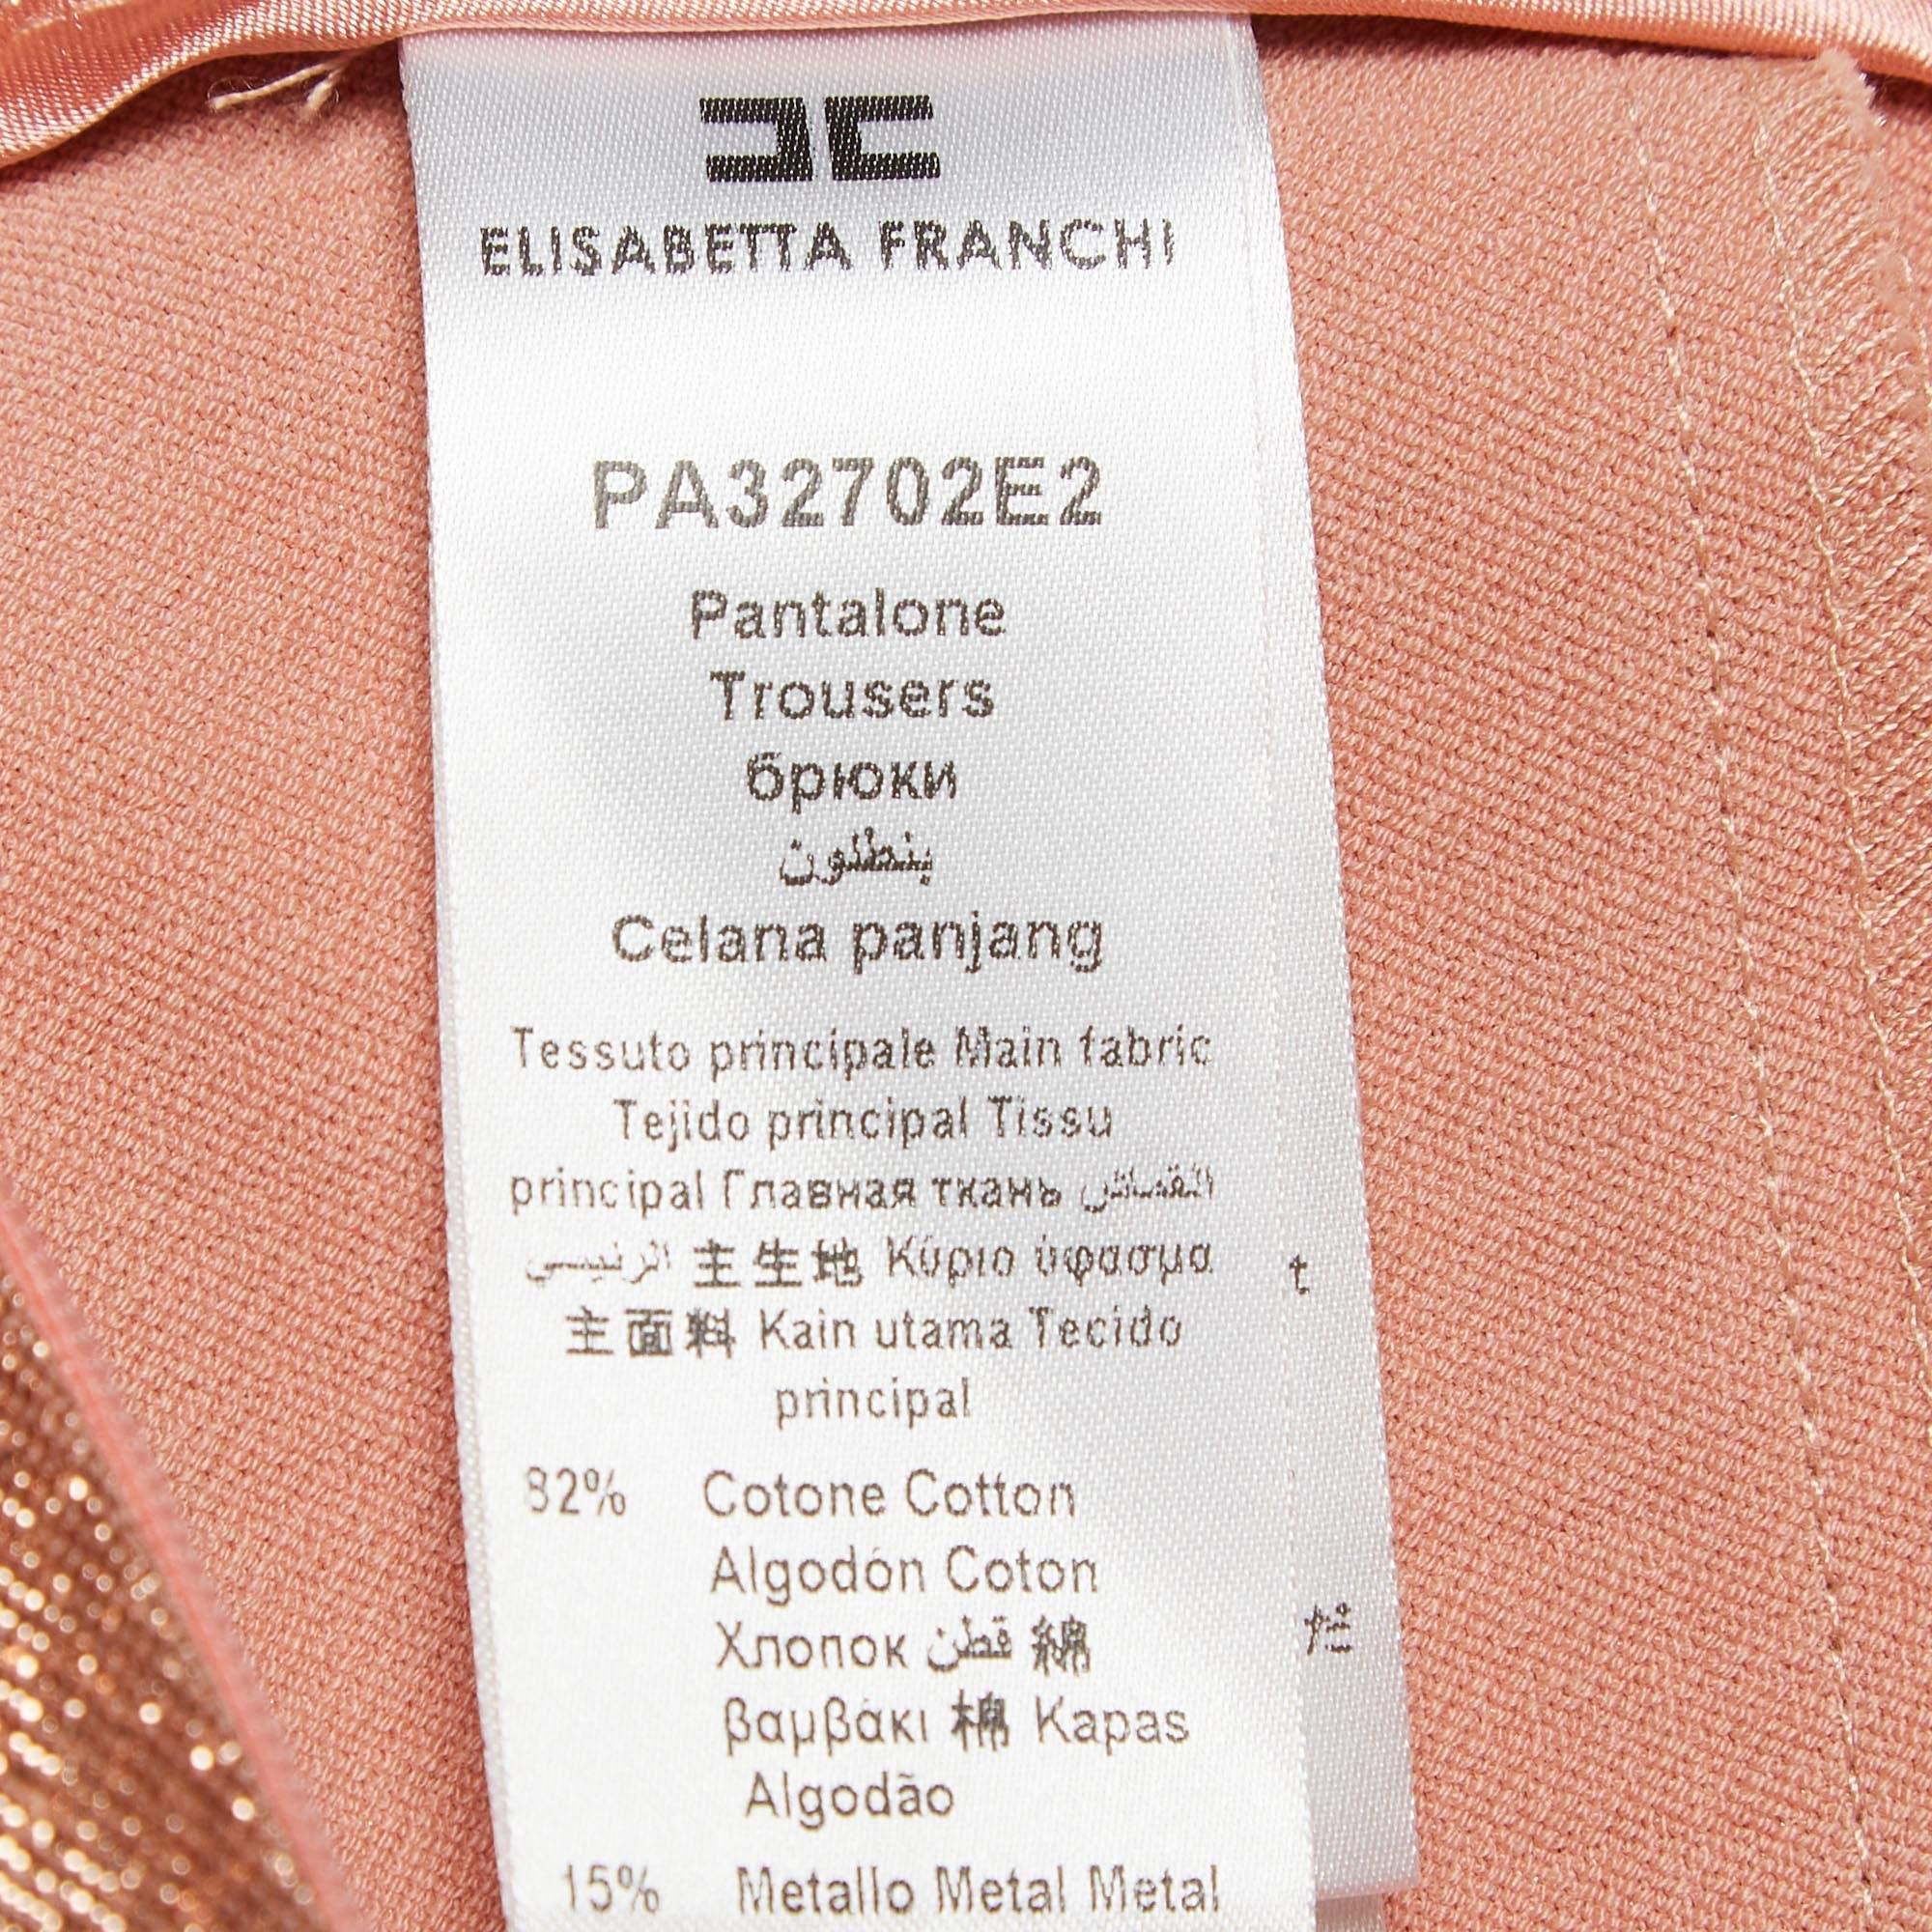 ELISABETTA FRANCHI
PA32702E2
Pantalone
Trousers
брюки
بنطلون
Celana panjang
Tessuto principale Main fabric
Tejido principal Tissu
principal Главная ткань القماش
الرئيسي 主生地 Κύριο ύφασμα
主面料 Kain utama Tecido
principal
82% Cotone Cotton
Algodón Coton
Хлопок قطن 綿
βαμβάκι 棉 Kapas
Algodão
15% Metallo Metal Metal
t
だ